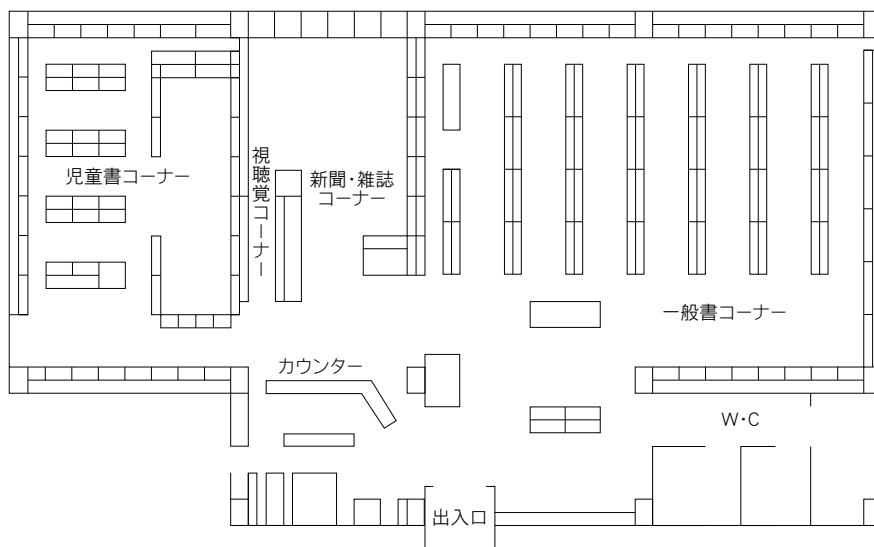 児童書コーナー
視聴覚コーナー
新聞・雑誌
コーナー
一般書コーナー
カウンター
W・C
出入口